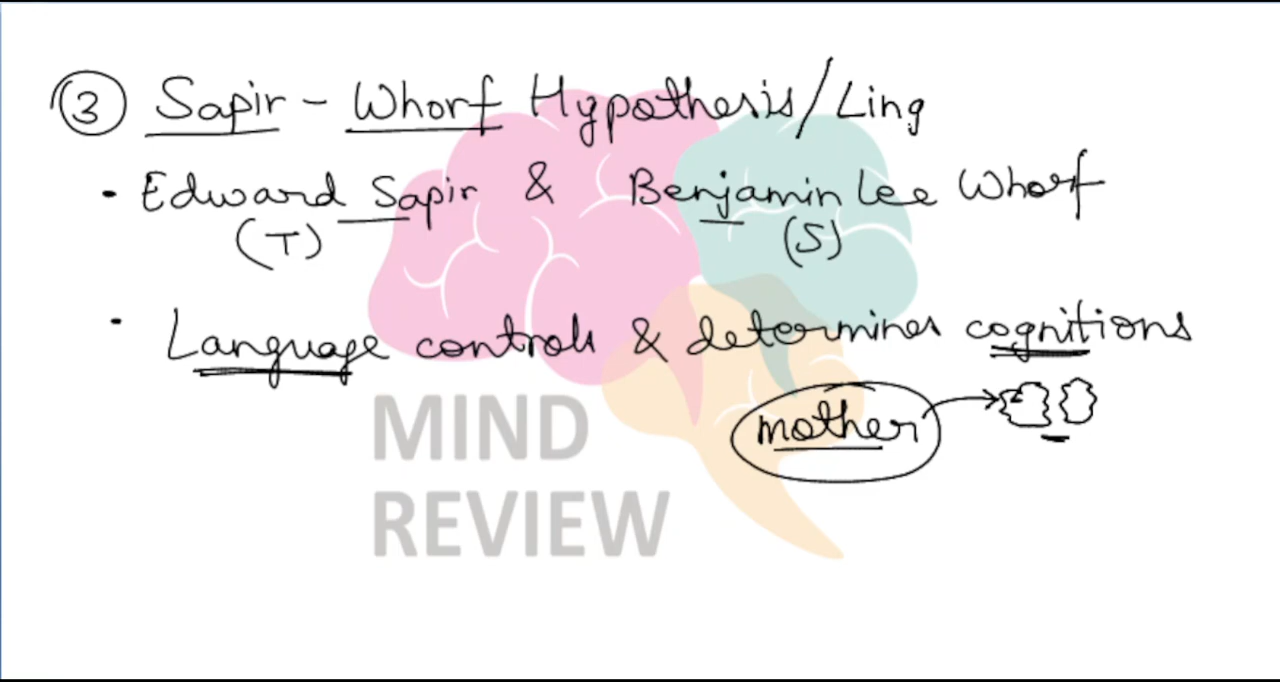 ③ Sapir - Whorf Hypothesis/Ling
• Edward Sapir & Benjamin Lee Whorf
(T) (S)
• Language controls & determines cognitions
mother
MIND
REVIEW